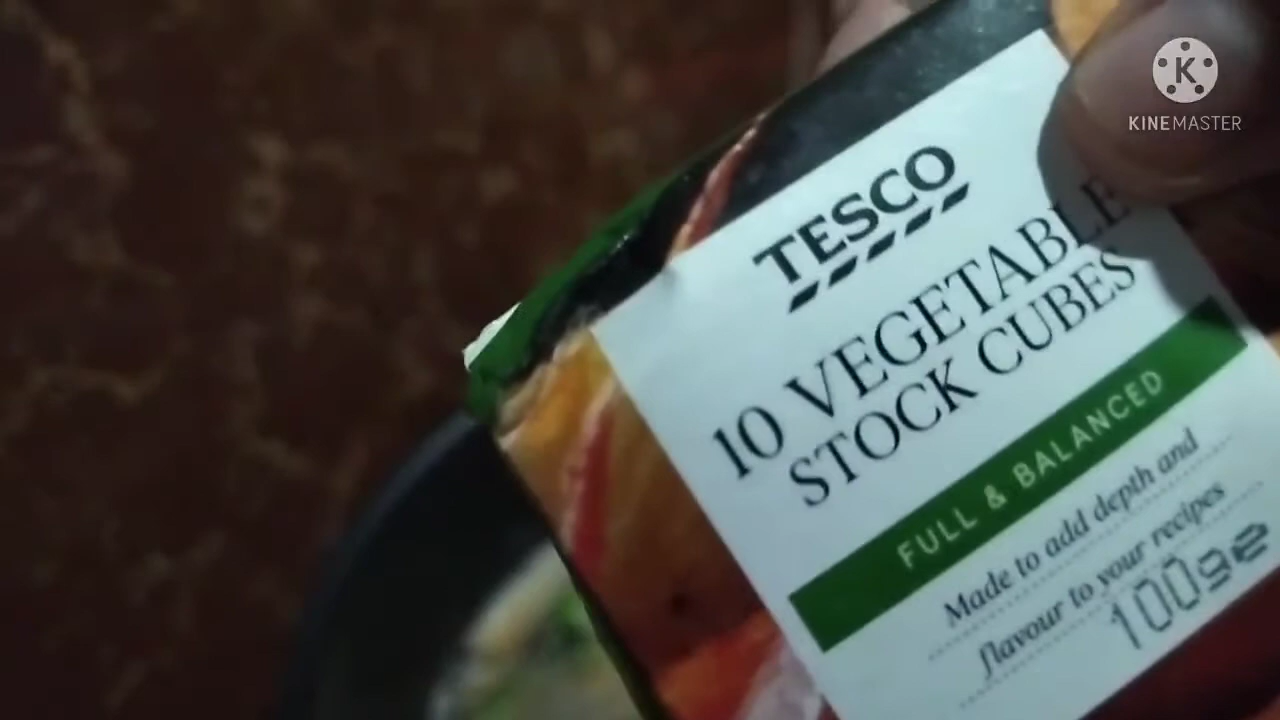 KINEMASTER
TESCO
10 VEGETABLE
STOCK CUBES
FULL & BALANCED
Made to add depth and
flavour to your recipes
100g e